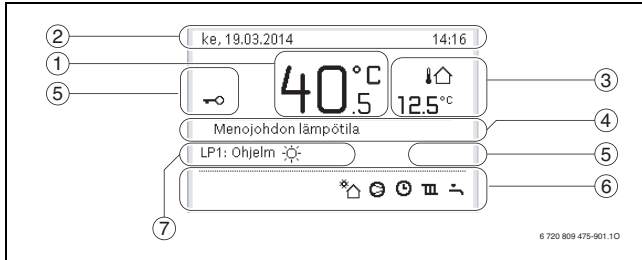 2
ke, 19.03.2014 14:16
1
40.5 °C
12.5°C
3
5
Menojohdon lämpötila
4
LP1: Ohjelm
5
6
7
6 720 809 475-901.1O